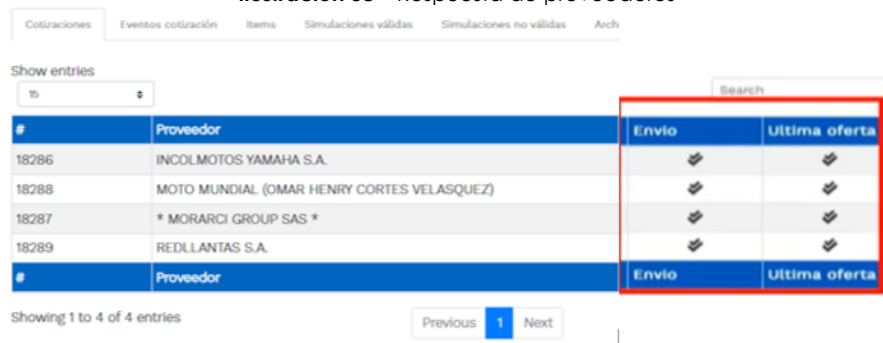 Cotizaciones Eventos cotización Items Simulaciones válidas Simulaciones no válidas Arch
Show entries
15
Search
# Proveedor Envio Ultima oferta
18286 INCOLMOTOS YAMAHA S.A.
18288 MOTO MUNDIAL (OMAR HENRY CORTES VELASQUEZ)
18287 * MORARCI GROUP SAS *
18289 REDLLANTAS S.A.
# Proveedor Envio Ultima oferta
Showing 1 to 4 of 4 entries
Previous 1 Next